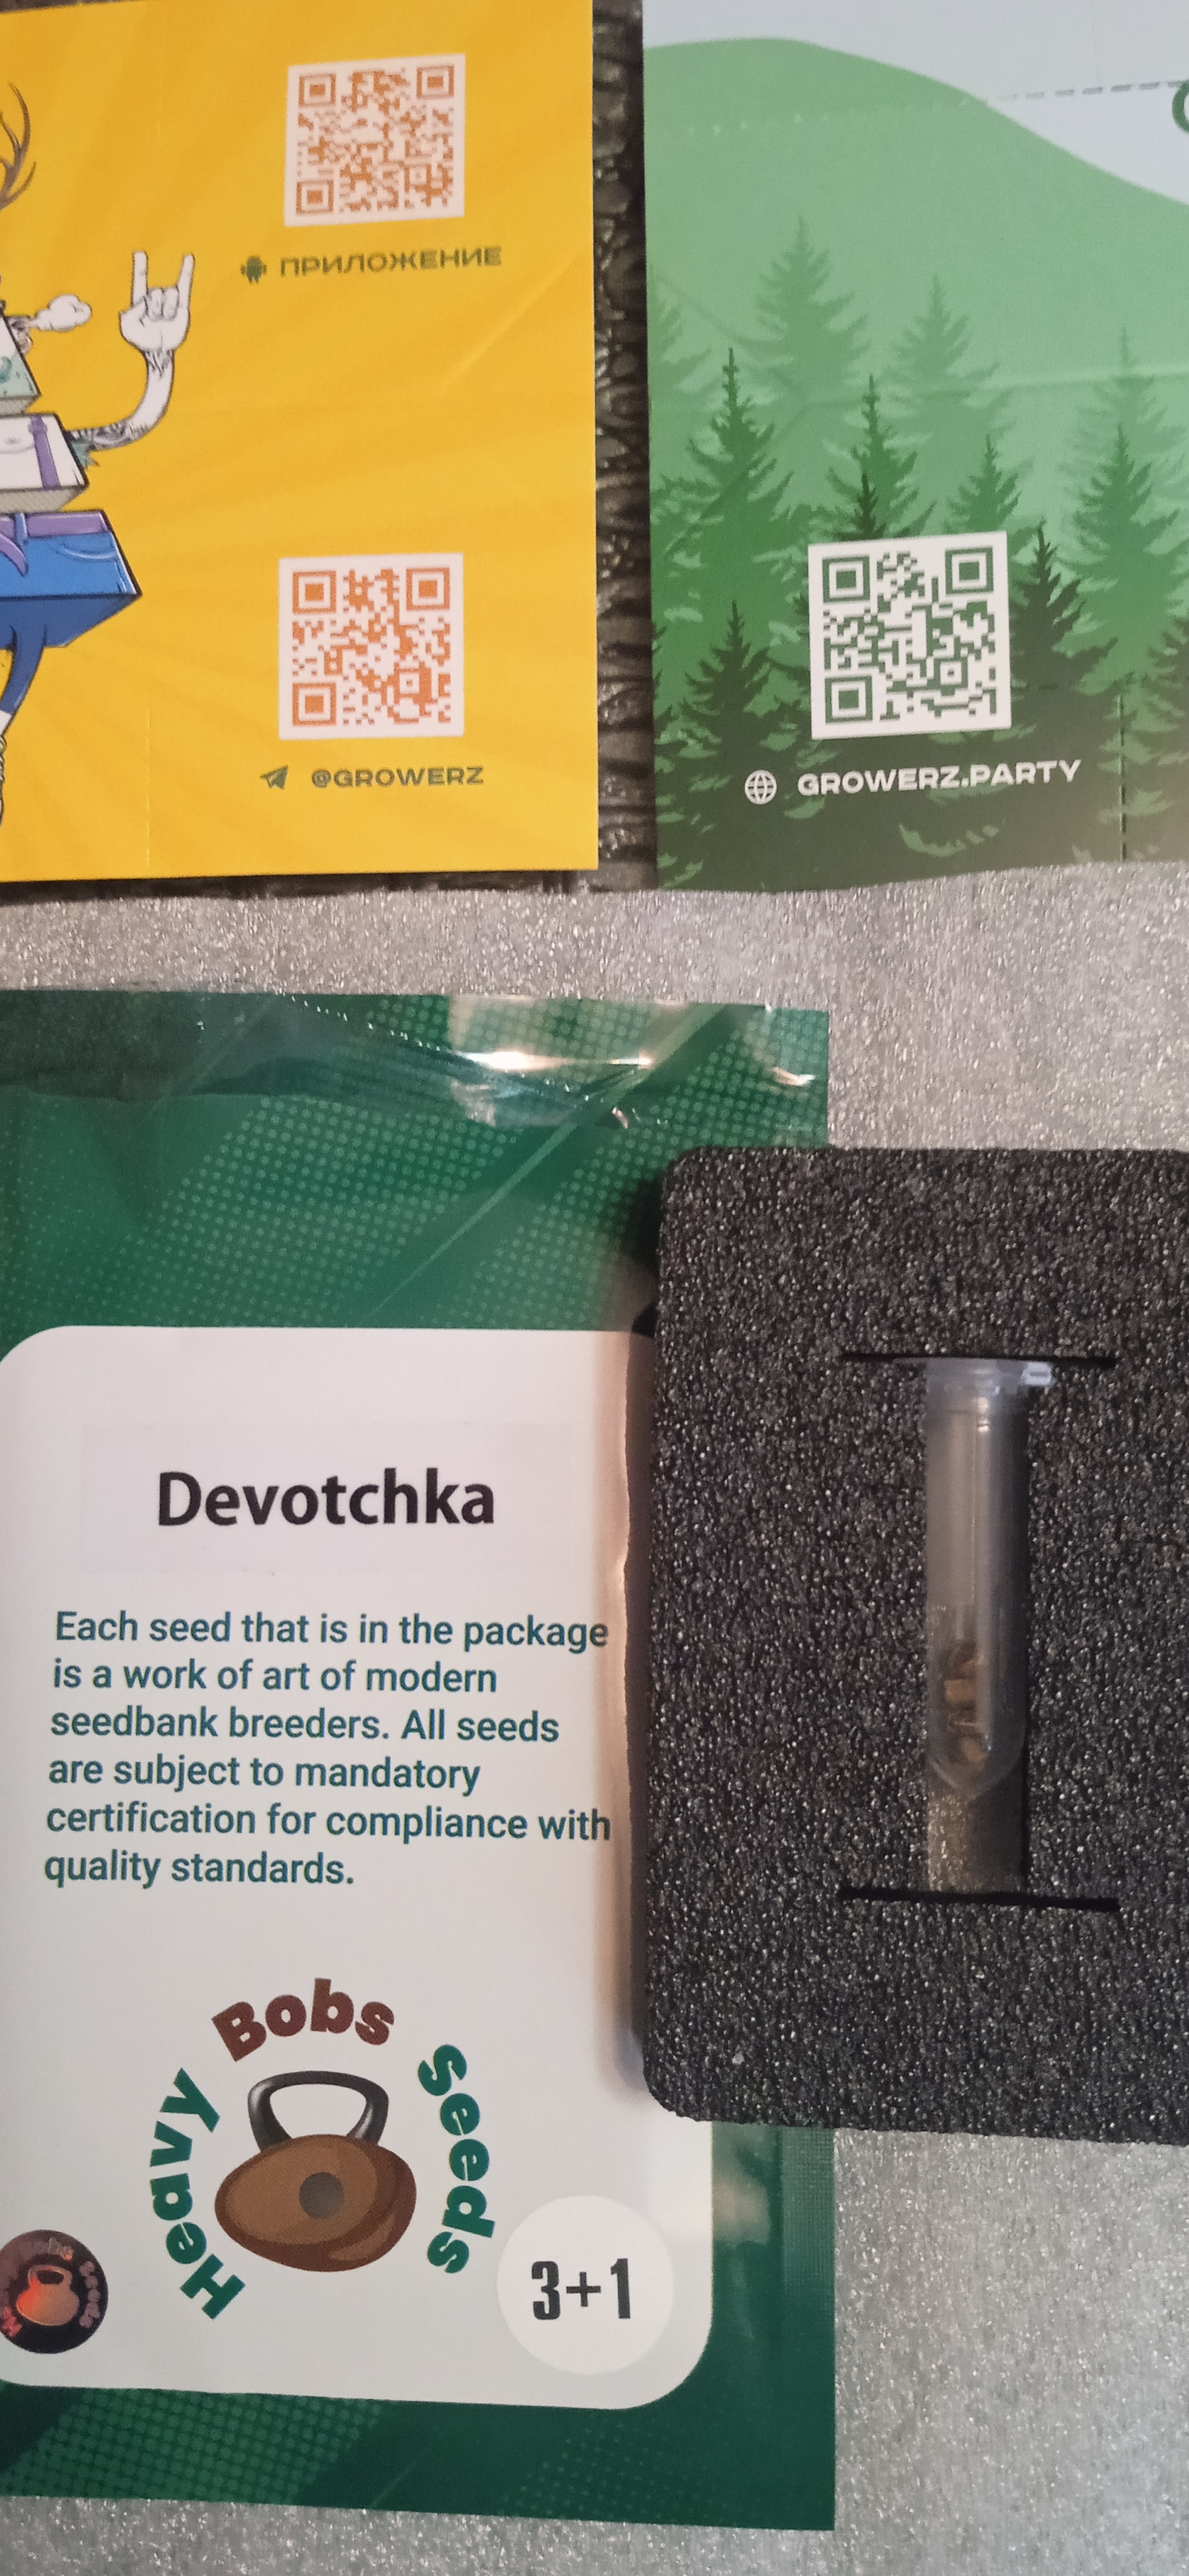 ПРИЛОЖЕНИЕ
@GROWERZ
GROWERZ.PARTY
Devotchka
Each seed that is in the package
is a work of art of modern
seedbank breeders. All seeds
are subject to mandatory
certification for compliance with
quality standards.
Heavy Bobs Seeds
3+1